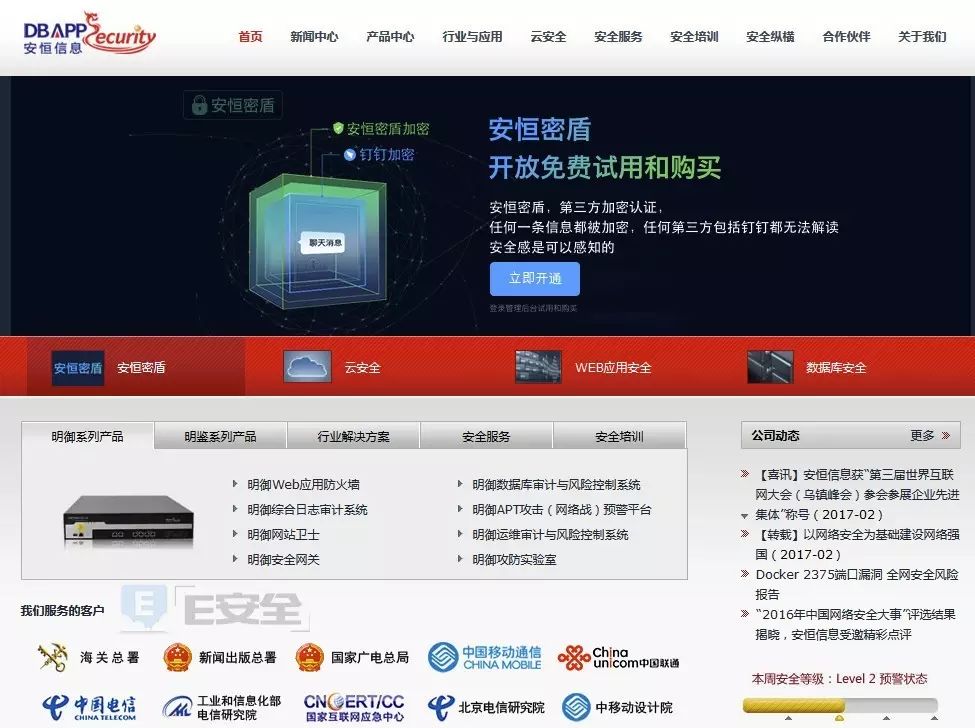 DBAPPSecurity
安恒信息
首页 新闻中心 产品中心 行业与应用 云安全 安全服务 安全培训 安全纵横 合作伙伴 关于我们
安恒密盾
安恒密盾加密
钉钉加密
聊天消息
安恒密盾
开放免费试用和购买
安恒密盾，第三方加密认证，
任何一条信息都被加密，任何第三方包括钉钉都无法解读
安全感是可以感知的
立即开通
登录管理后台试用和购买
安恒密盾 安恒密盾 云安全 WEB应用安全 数据库安全
明御系列产品 明鉴系列产品 行业解决方案 安全服务 安全培训
明御Web应用防火墙 明御数据库审计与风险控制系统
明御综合日志审计系统 明御APT攻击（网络战）预警平台
明御网站卫士 明御运维审计与风险控制系统
明御安全网关 明御攻防实验室
公司动态 更多
【喜讯】安恒信息获“第三届世界互联
网大会（乌镇峰会）参会参展企业先进
集体”称号（2017-02）
【转载】以网络安全为基础建设网络强
国（2017-02）
Docker 2375端口漏洞 全网安全风险
报告
“2016年中国网络安全大事”评选结果
揭晓，安恒信息受邀精彩点评
本周安全等级：Level 2 预警状态
我们服务的客户
E E安全
海关总署 新闻出版总署 国家广电总局 中国移动通信 CHINA MOBILE China unicom中国联通
中国电信 CHINA TELECOM 工业和信息化部 电信研究院 CNCERT/CC 国家互联网应急中心 北京电信研究院 中移动设计院